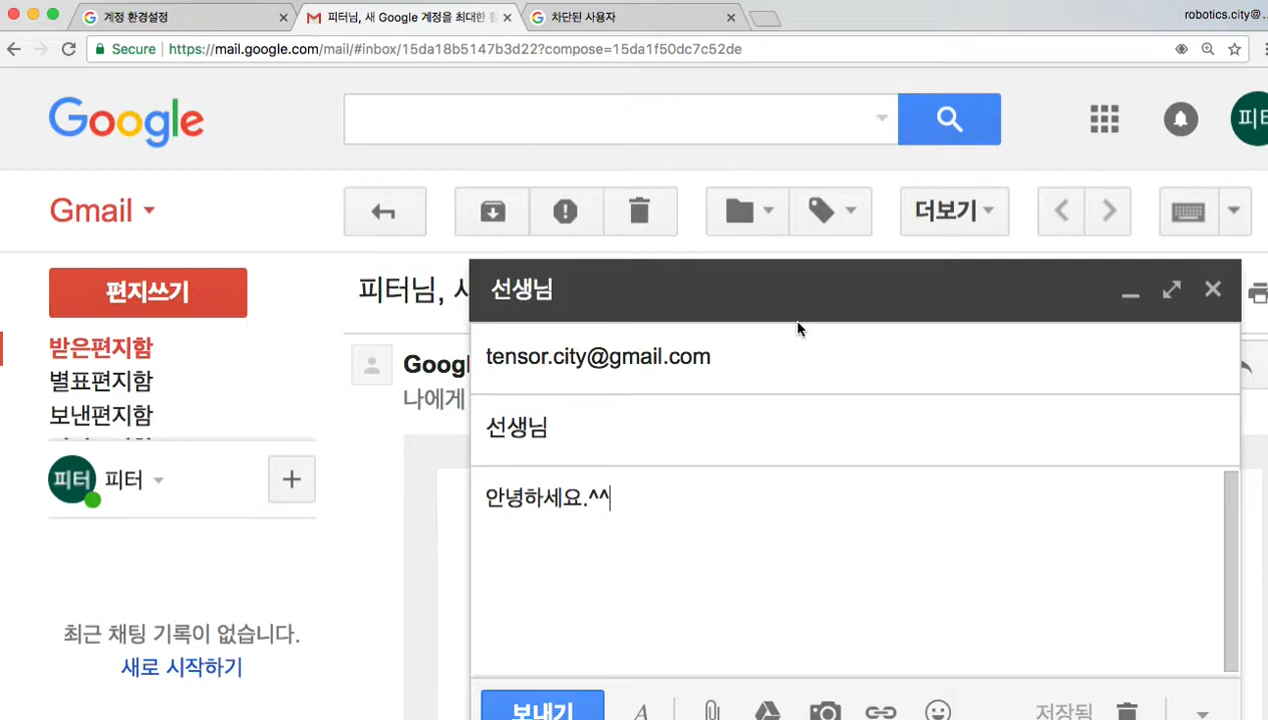 계정 환경설정
피터님, 새 Google 계정을 최대한 활
차단된 사용자
robotics.city@...
Secure
https://mail.google.com/mail/#inbox/15da18b5147b3d22?compose=15da1f50dc7c52de
Google
피터
Gmail
더보기
편지쓰기
피터님, 새
선생님
받은편지함
별표편지함
보낸편지함
Googl
나에게
tensor.city@gmail.com
선생님
피터 피터
안녕하세요.^^
최근 채팅 기록이 없습니다.
새로 시작하기
보내기
저장됨